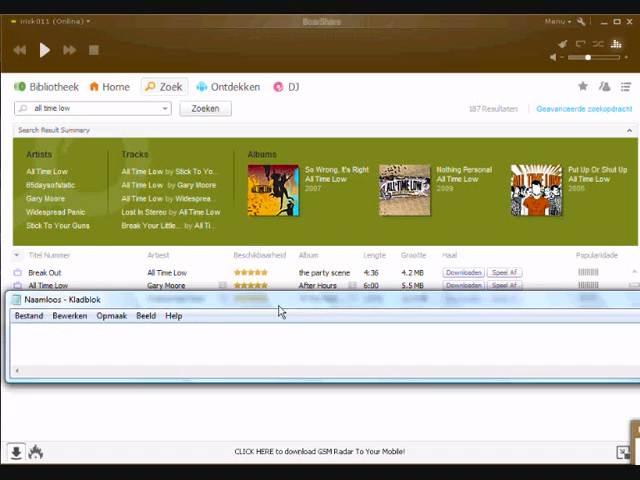 irisk011 (Online)
BearShare
Menu
Bibliotheek
Home
Zoek
Ontdekken
DJ
all time low
Zoeken
187 Resultaten
Geavanceerde zoekopdracht
Search Result Summary
Artists
Tracks
Albums
All Time Low
65daysofstatic
Gary Moore
Widespread Panic
Stick To Your Guns
All Time Low by Stick To Yo...
All Time Low by Gary Moore
All Time Low by Widesprea...
Lost In Stereo by All Time Low
Break Your Little... by All Ti...
So Wrong, It's Right
All Time Low
2007
Nothing Personal
All Time Low
2009
Put Up Or Shut Up
All Time Low
Titel Nummer Artiest Beschikbaarheid Album Lengte Grootte Haal Populariteit
Break Out All Time Low the party scene 4:36 4.2 MB Downloaden Speel Af
All Time Low Gary Moore After Hours 6:00 5.5 MB Downloaden Speel Af
Naamloos - Kladblok
Bestand Bewerken Opmaak Beeld Help
CLICK HERE to download GSM Radar To Your Mobile!